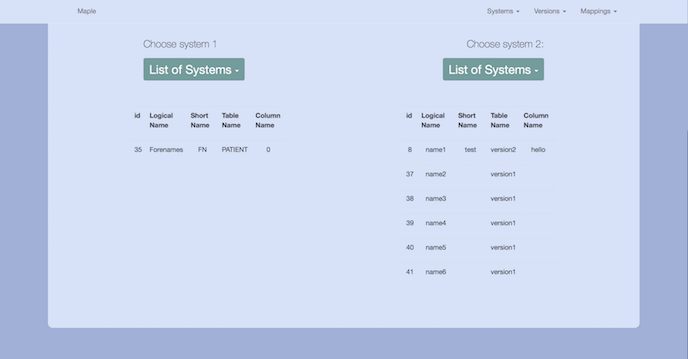 Maple Systems Versions Mappings
Choose system 1
List of Systems
id Logical Name Short Name Table Name Column Name
35 Forenames FN PATIENT 0
Choose system 2:
List of Systems
id Logical Name Short Name Table Name Column Name
8 name1 test version2 hello
37 name2 version1
38 name3 version1
39 name4 version1
40 name5 version1
41 name6 version1